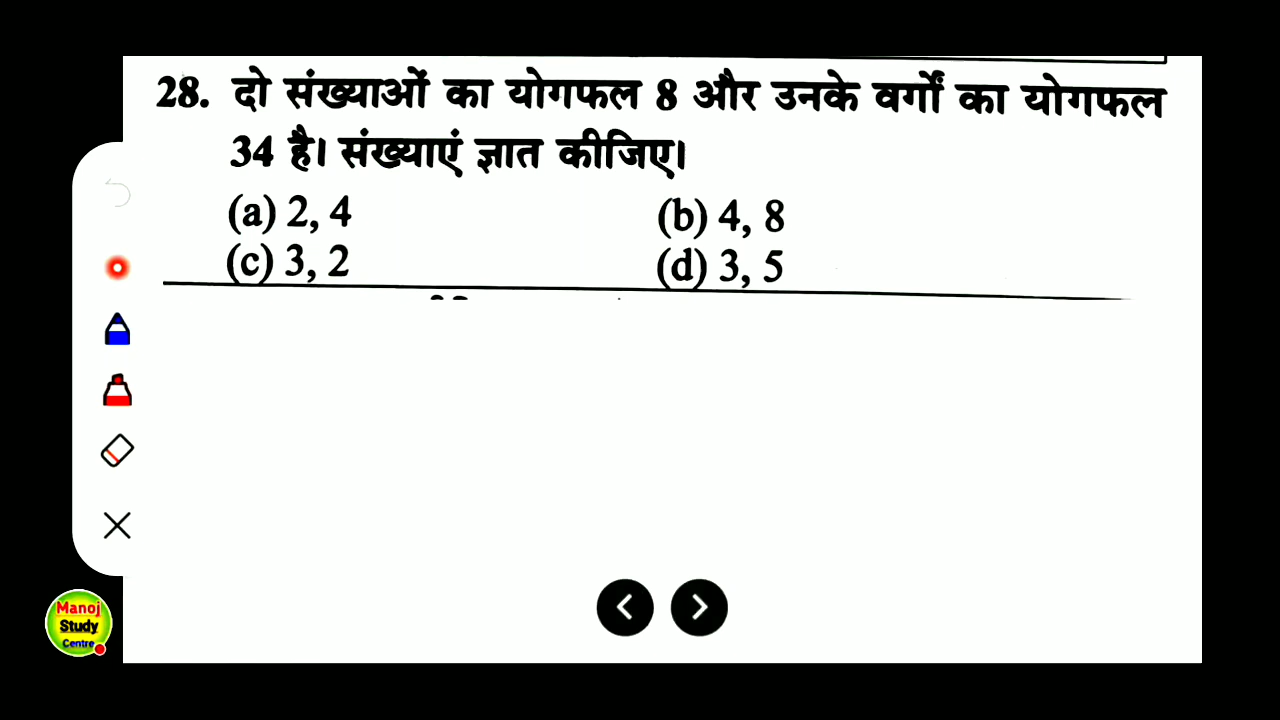 28. दो संख्याओं का योगफल 8 और उनके वर्गों का योगफल
34 है। संख्याएं ज्ञात कीजिए।
(a) 2, 4 (b) 4, 8
(c) 3, 2 (d) 3, 5
Manoj
Study
Centre